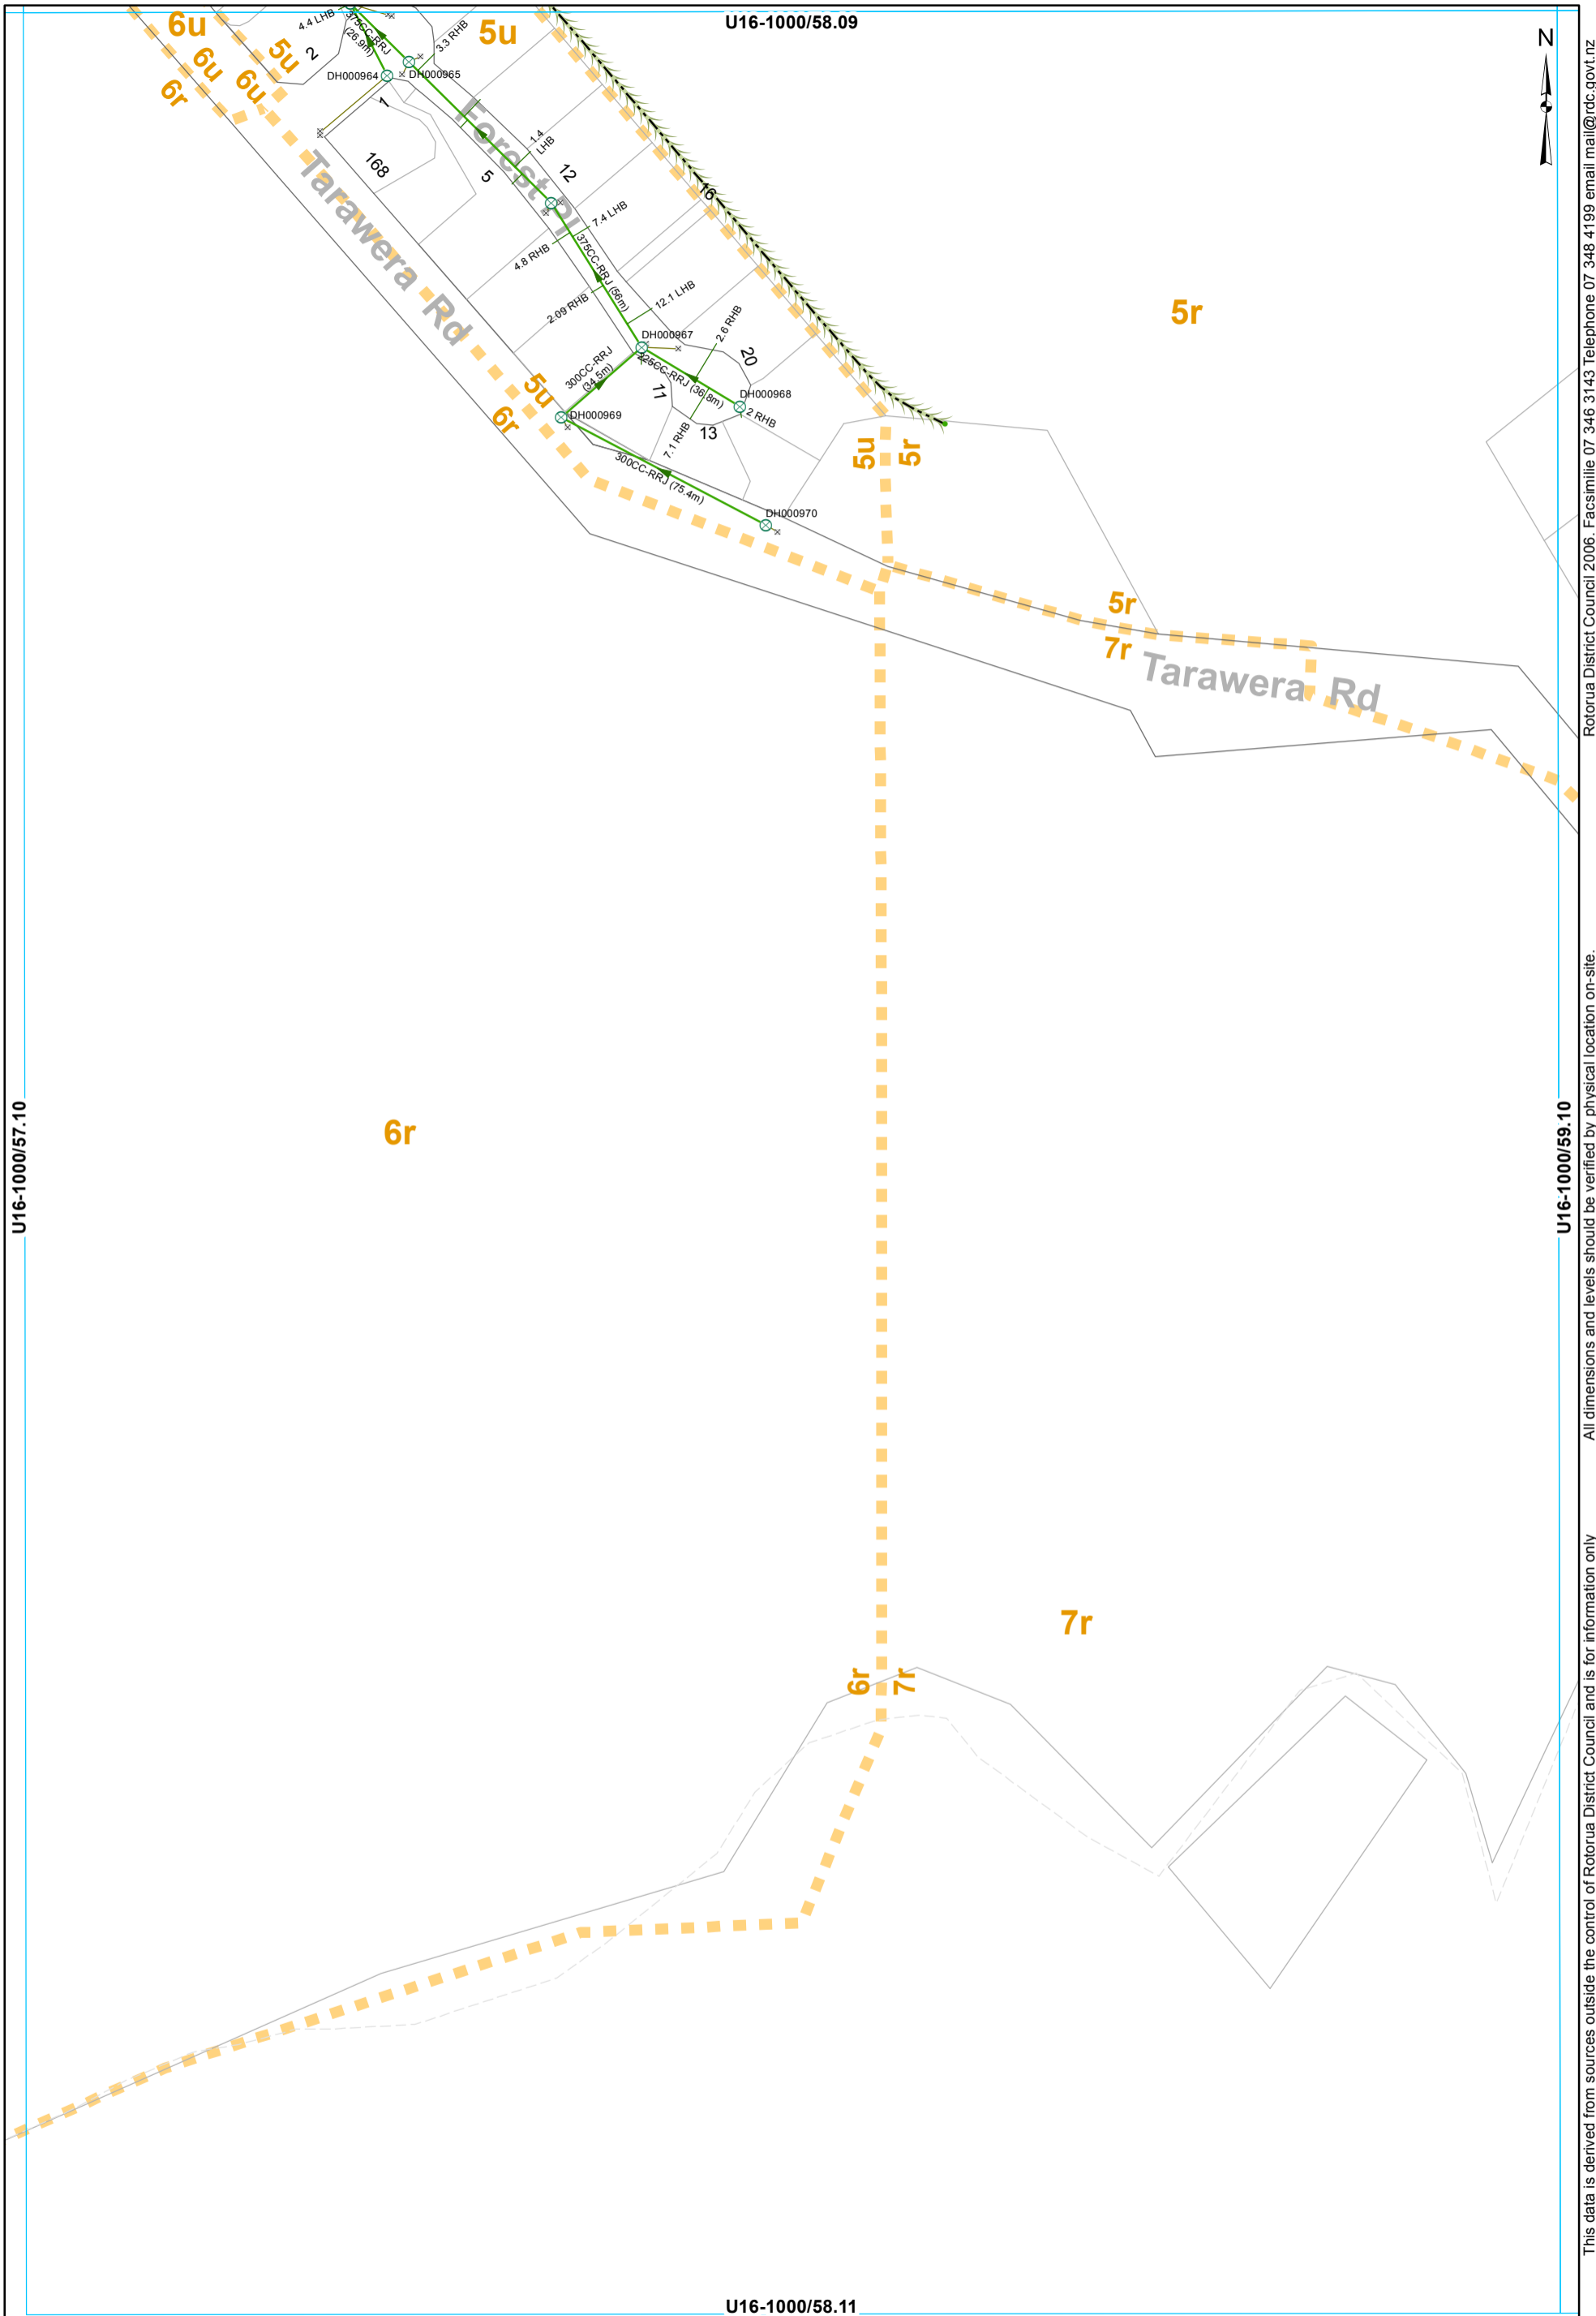 U16-1000/58.09
N
6u
5u
6u
5u
6u
6r
2
4.4 LHB
375CC-RRJ
(26.9m)
3.3 RHB
DH000964
DH000965
1
168
Forest Pl
1.4
LHB
5
12
16
Tarawera Rd
7.4 LHB
4.8 RHB
375CC-RRJ (56m)
2.09 RHB
12.1 LHB
5r
DH000967
2.6 RHB
20
300CC-RRJ
(34.5m)
225CC-RRJ (36.8m)
11
DH000968
2 RHB
5u
6r
DH000969
13
7.1 RHB
5u
5r
300CC-RRJ (75.4m)
DH000970
5r
7r
Tarawera Rd
U16-1000/57.10
6r
U16-1000/59.10
7r
6r
7r
U16-1000/58.11
Rotorua District Council 2006. Facsimilie 07 346 3143 Telephone 07 348 4199 email mail@rdc.govt.nz
All dimensions and levels should be verified by physical location on-site.
This data is derived from sources outside the control of Rotorua District Council and is for information only